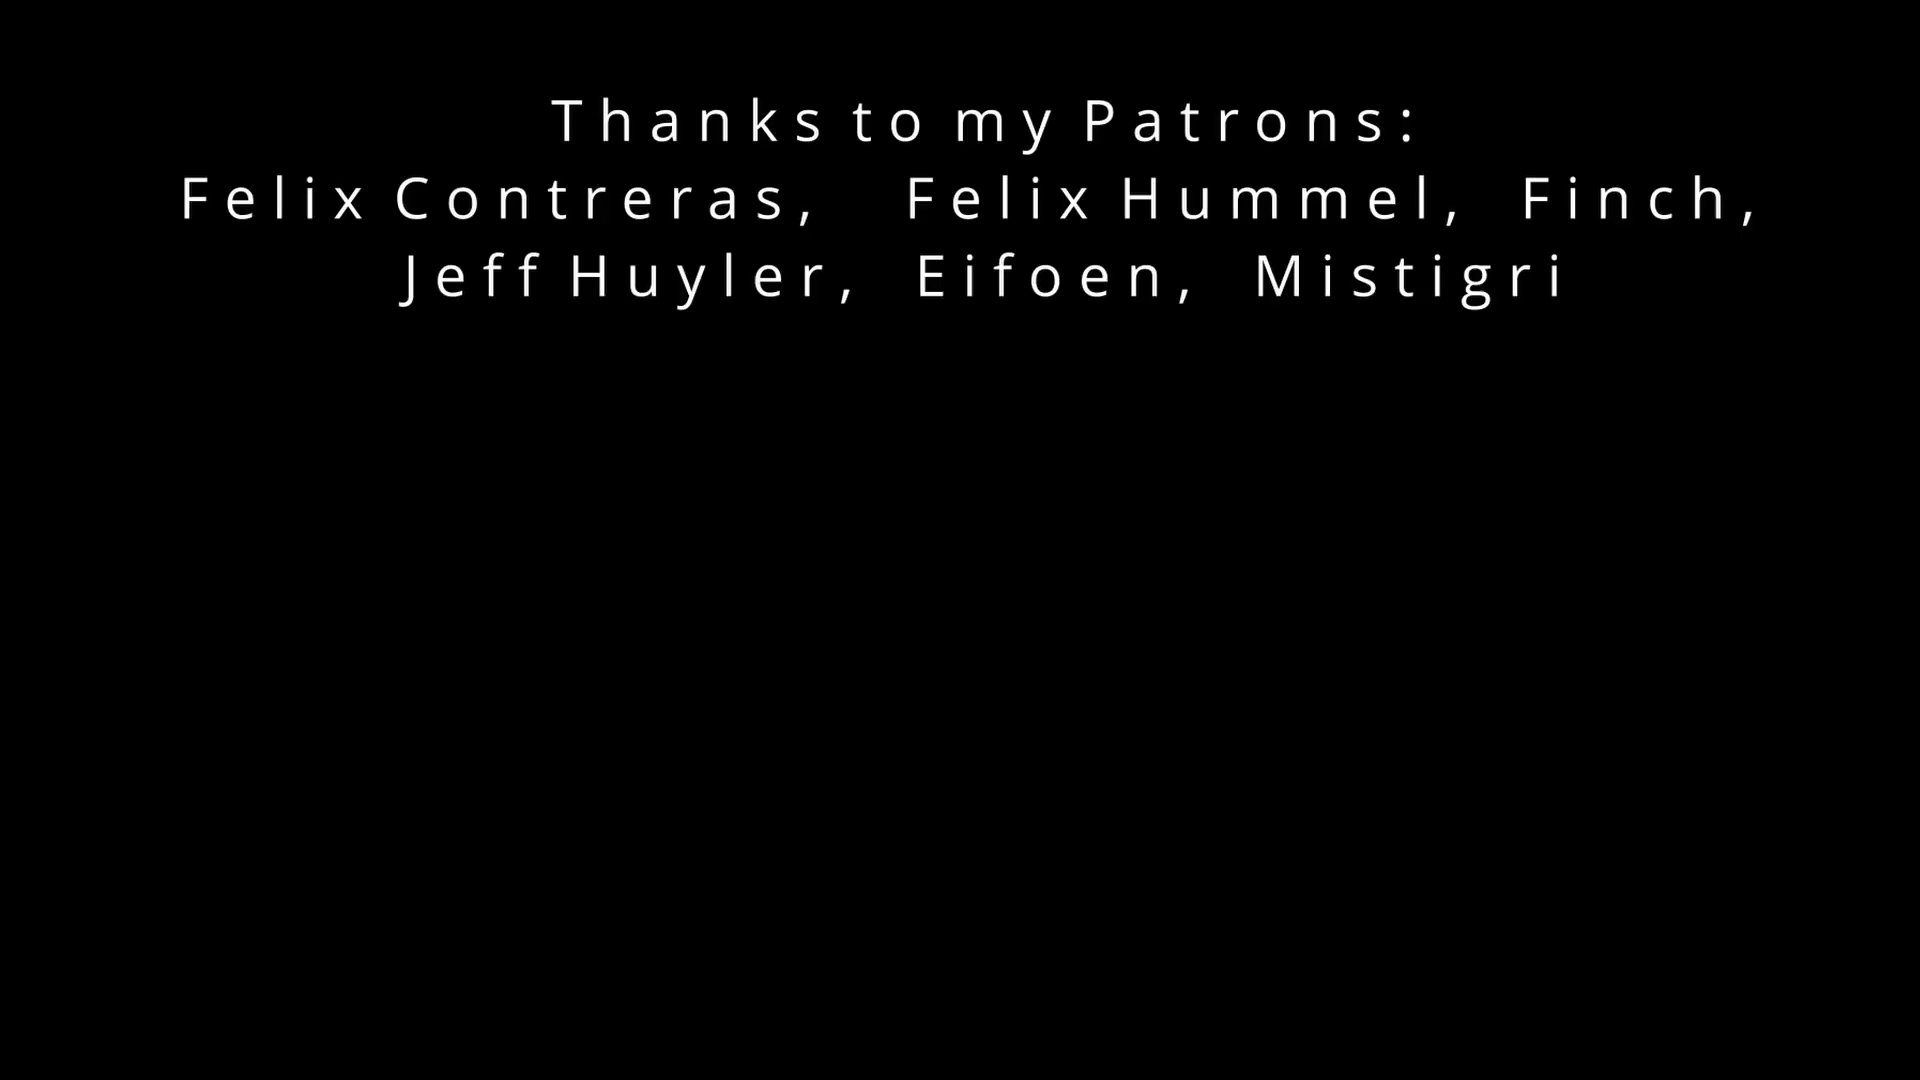 Thanks to my Patrons:
Felix Contreras, Felix Hummel, Finch,
Jeff Huyler, Eifoen, Mistigri